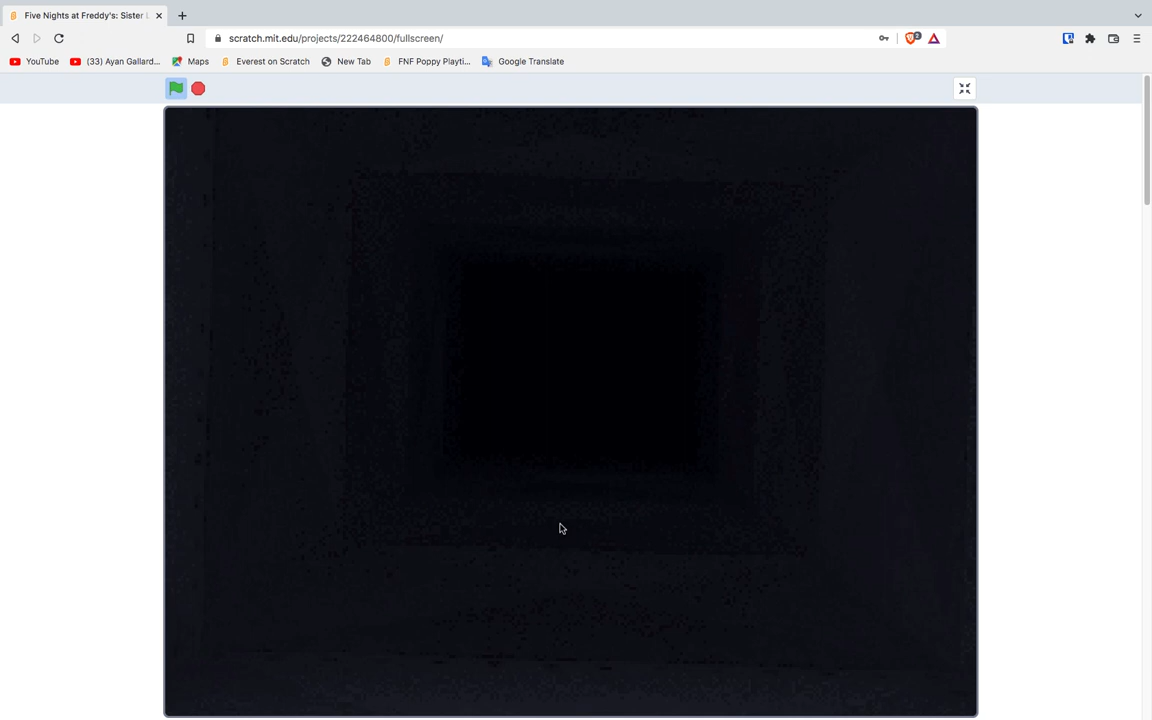 Five Nights at Freddy's: Sister L
scratch.mit.edu/projects/222464800/fullscreen/
2
YouTube (33) Ayan Gallard... Maps Everest on Scratch New Tab FNF Poppy Playti... Google Translate